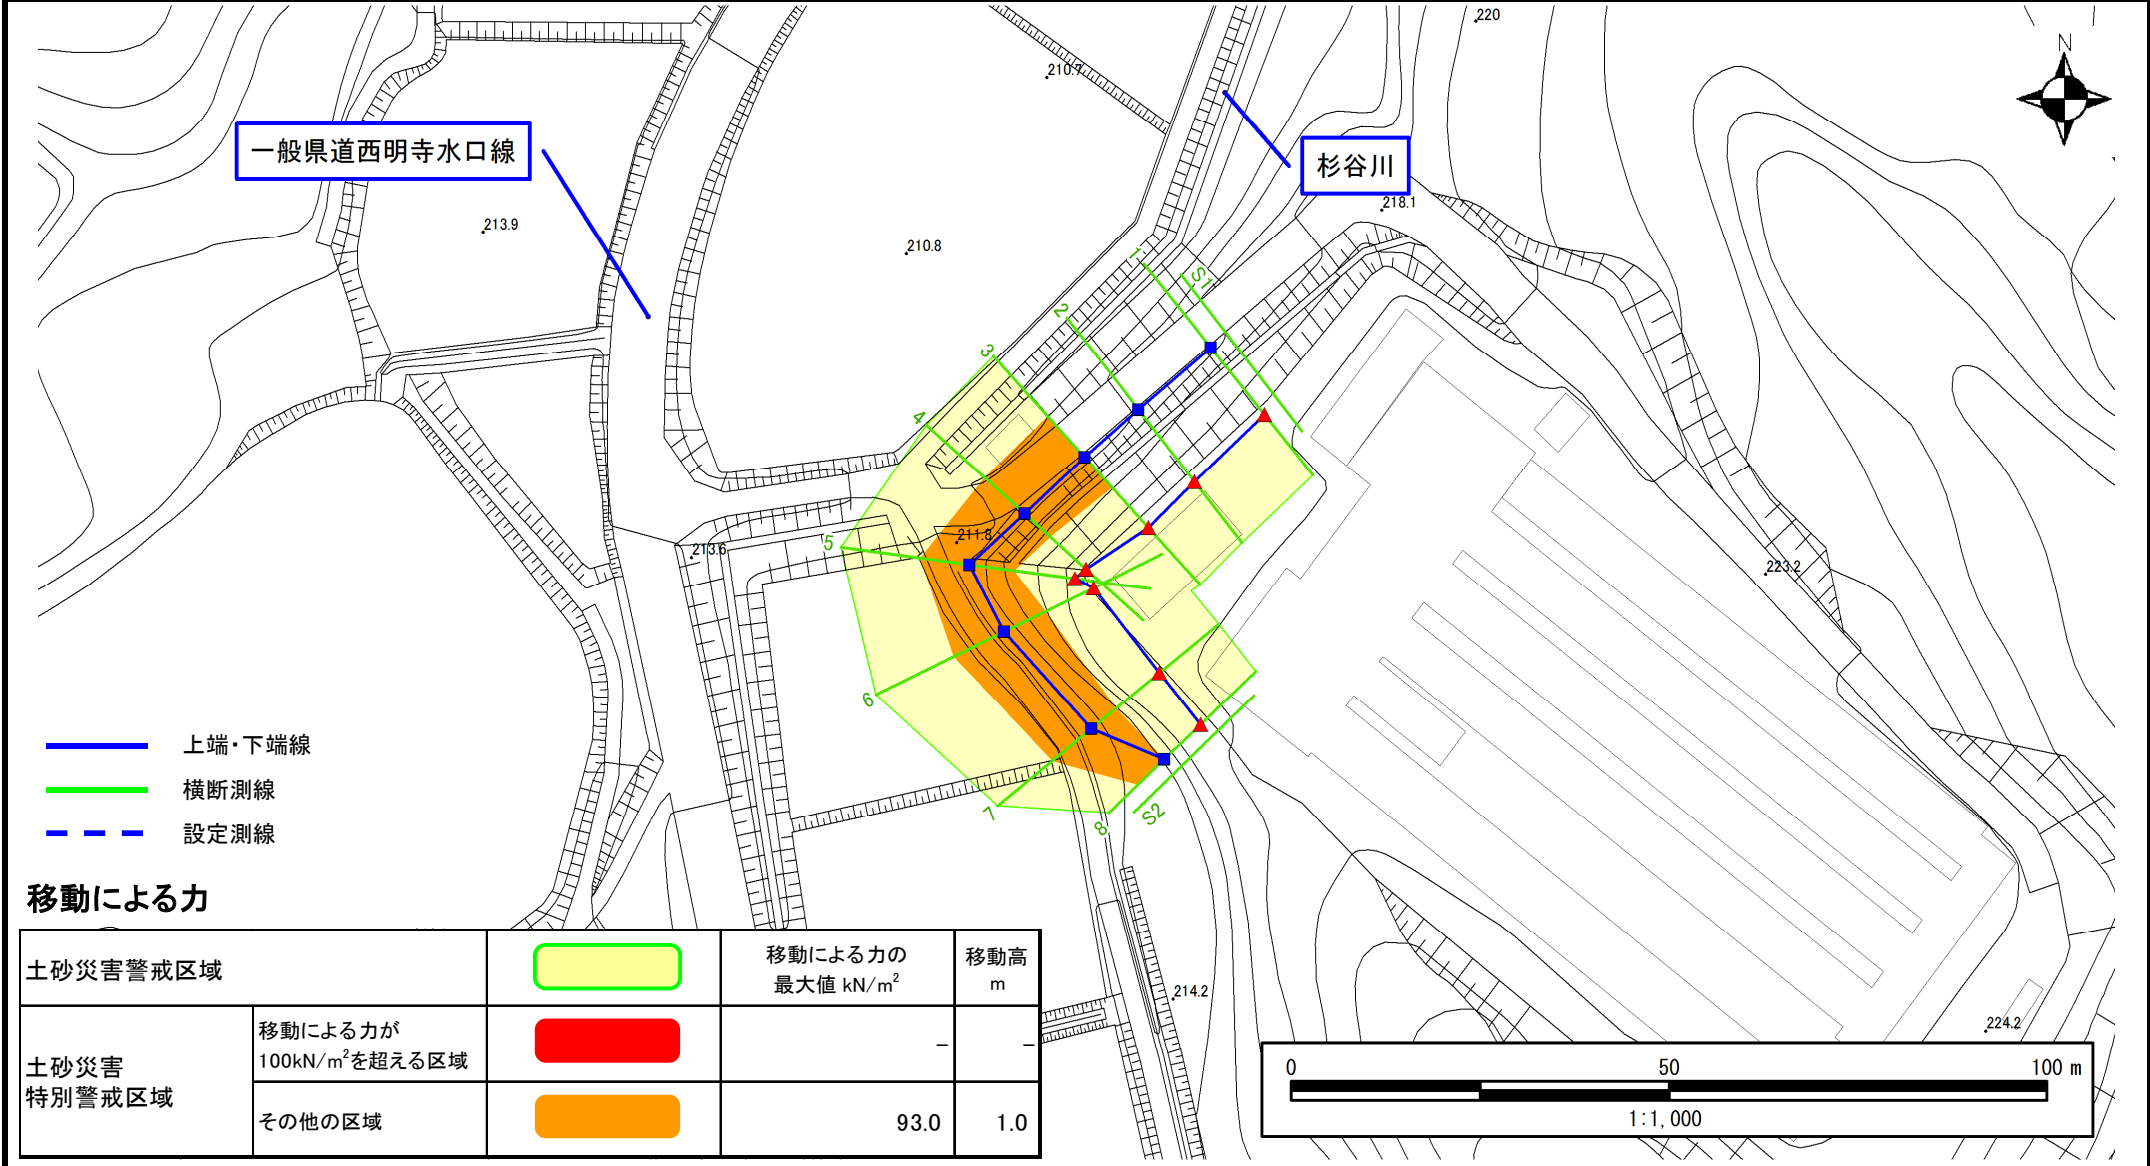 220
N
210.7
一般県道西明寺水口線
杉谷川
218.1
213.9
210.8
1
S1
2
3
4
211.8
5
213.6
223.2
6
7
8
S2
上端・下端線
横断測線
設定測線
移動による力
土砂災害警戒区域
移動による力の
最大値 kN/m²
移動高
m
土砂災害
特別警戒区域
移動による力が
100kN/m²を超える区域
–
–
その他の区域
93.0
1.0
214.2
224.2
0
50
100 m
1:1,000